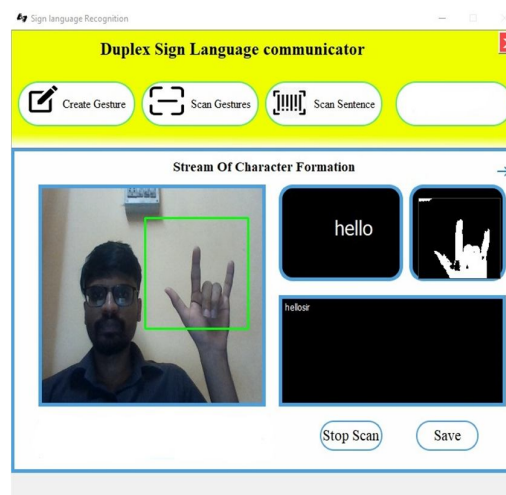 Sign language Recognition
Duplex Sign Language communicator
Create Gesture
Scan Gestures
Scan Sentence
Stream Of Character Formation
hello
hellosir
Stop Scan
Save